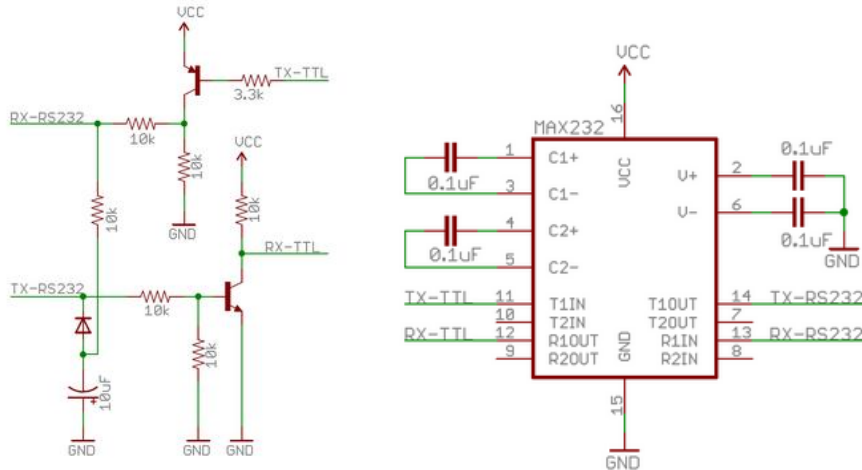 VCC
TX-TTL
3.3k
RX-RS232
10k
10k
VCC
10k
10k
RX-TTL
GND
TX-RS232
10k
10k
10uF
+
GND
GND
GND
VCC
16
MAX232
1
C1+
VCC
V+
2
0.1uF
0.1uF
3
C1-
V-
6
4
C2+
0.1uF
0.1uF
GND
5
C2-
TX-TTL
11
T1IN
T1OUT
14
TX-RS232
10
T2IN
T2OUT
7
RX-TTL
12
R1OUT
GND
R1IN
13
RX-RS232
9
R2OUT
R2IN
8
15
GND